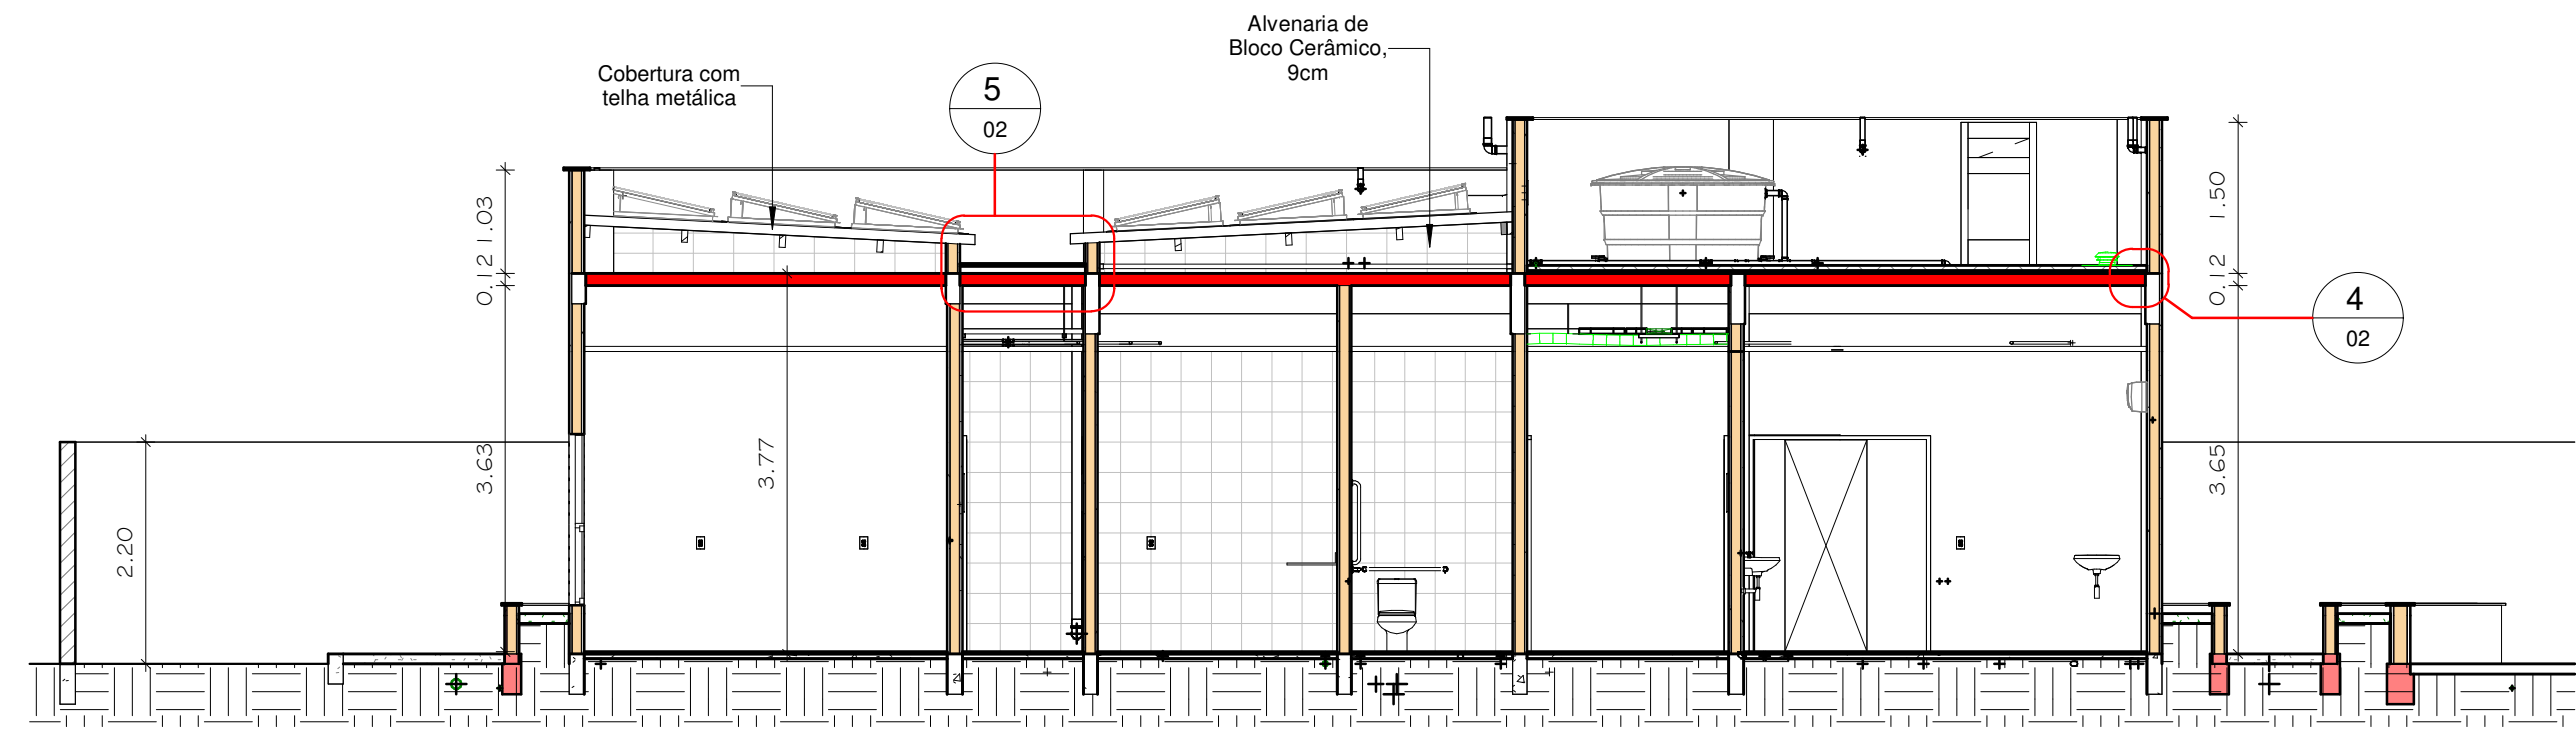 Alvenaria de
Bloco Cerâmico,
9cm
Cobertura com
telha metálica
5
02
1.03
0.12
3.63
3.77
2.20
1.50
0.12
3.65
4
02